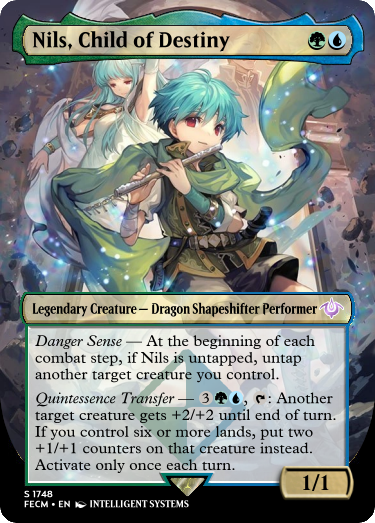 Nils, Child of Destiny
Legendary Creature — Dragon Shapeshifter Performer
Danger Sense — At the beginning of each
combat step, if Nils is untapped, untap
another target creature you control.
Quintessence Transfer — 3 , : Another
target creature gets +2/+2 until end of turn.
If you control six or more lands, put two
+1/+1 counters on that creature instead.
Activate only once each turn.
1/1
S 1748
FECM • EN INTELLIGENT SYSTEMS